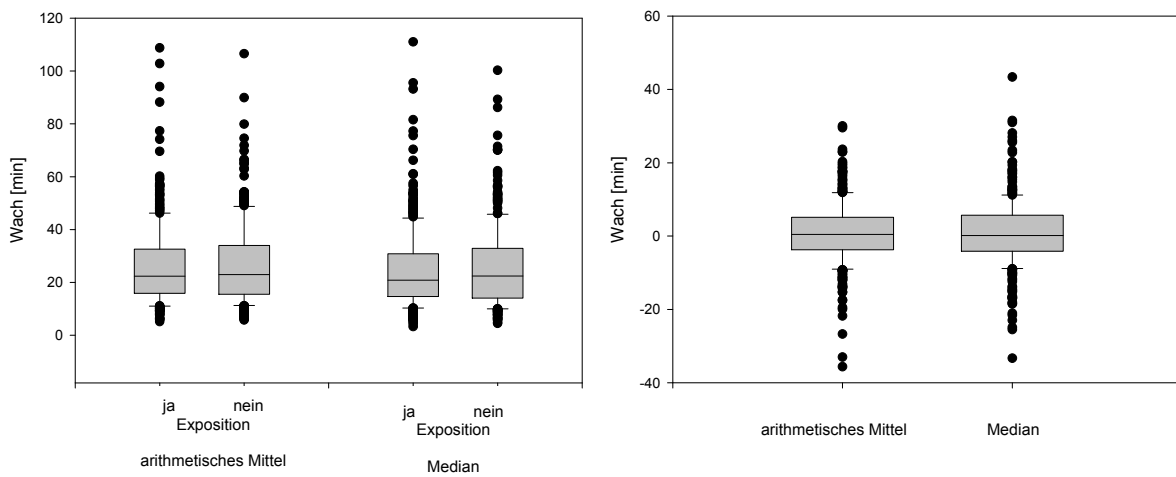 120
100
80
60
40
20
0
Wach [min]
ja nein
Exposition
arithmetisches Mittel
ja nein
Exposition
Median
60
40
20
0
-20
-40
Wach [min]
arithmetisches Mittel Median